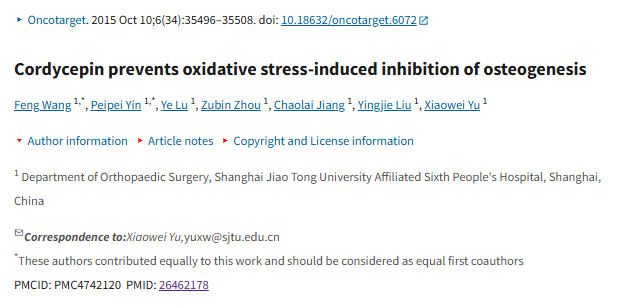 Oncotarget. 2015 Oct 10;6(34):35496–35508. doi: 10.18632/oncotarget.6072
Cordycepin prevents oxidative stress-induced inhibition of osteogenesis
Feng Wang 1,*, Peipei Yin 1,*, Ye Lu 1, Zubin Zhou 1, Chaolai Jiang 1, Yingjie Liu 1, Xiaowei Yu 1
Author information Article notes Copyright and License information
1 Department of Orthopaedic Surgery, Shanghai Jiao Tong University Affiliated Sixth People's Hospital, Shanghai,
China
Correspondence to:Xiaowei Yu,yuxw@sjtu.edu.cn
*These authors contributed equally to this work and should be considered as equal first coauthors
PMCID: PMC4742120 PMID: 26462178